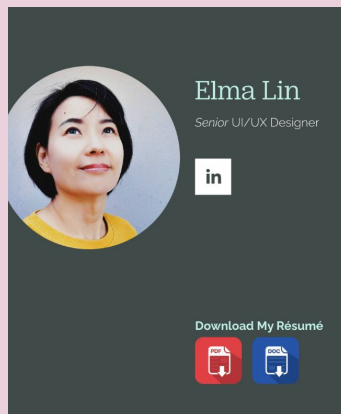 Elma Lin
Senior UI/UX Designer
in
Download My Résumé
PDF DOC